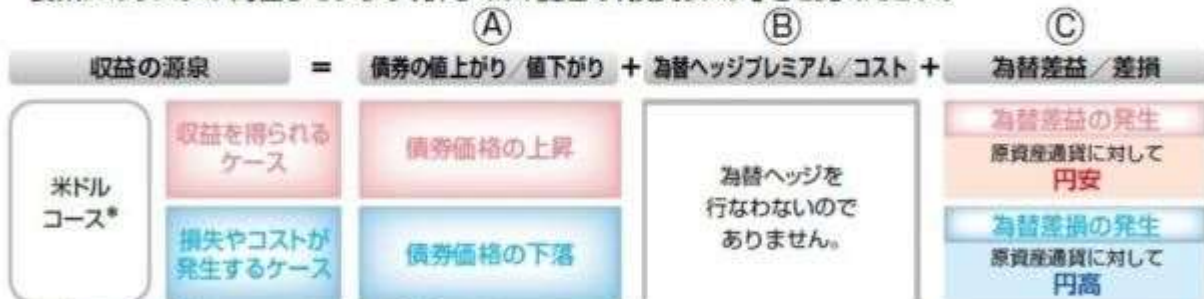 Ⓐ Ⓑ Ⓒ
収益の源泉 = 債券の値上がり/値下がり + 為替ヘッジプレミアム/コスト + 為替差益/差損
米ドル
コース*
収益を得られる
ケース
債券価格の上昇
為替ヘッジを
行なわないので
ありません。
為替差益の発生
原資産通貨に対して
円安
損失やコストが
発生するケース
債券価格の下落
為替差損の発生
原資産通貨に対して
円高